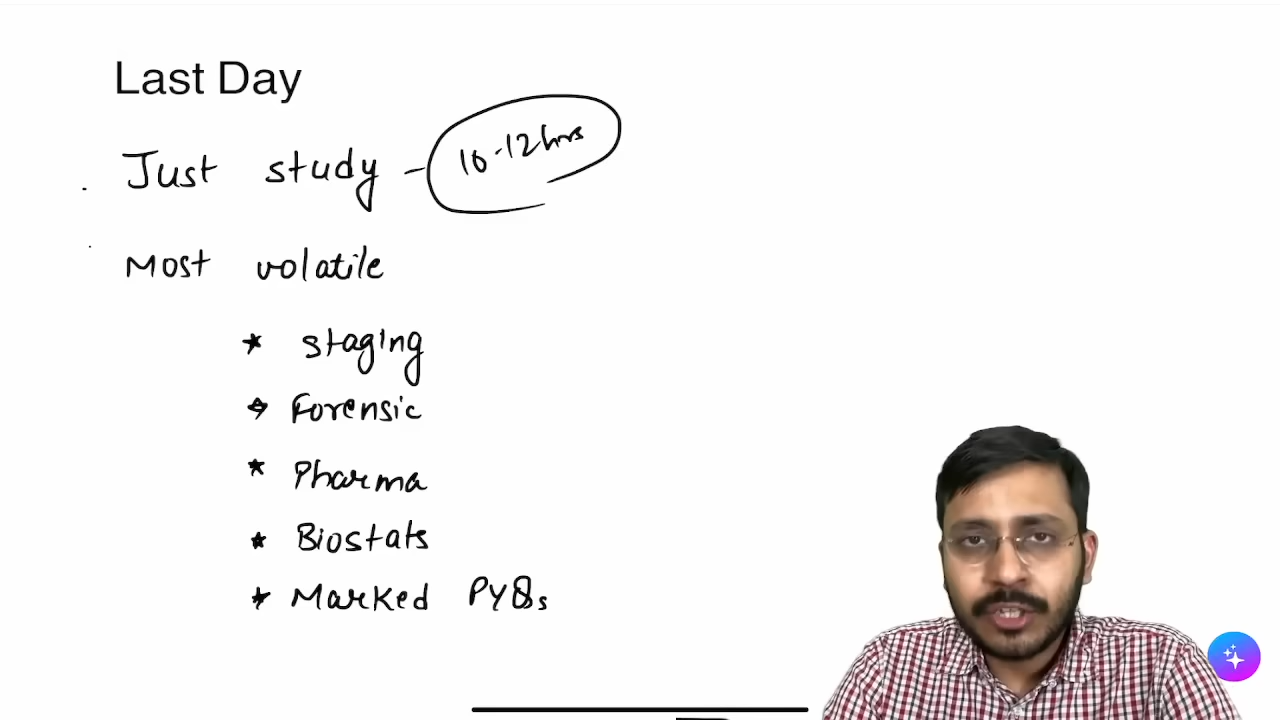 Last Day
Just study - 10-12 hrs
Most volatile
* staging
* Forensic
* Pharma
* Biostats
* Marked PYQs